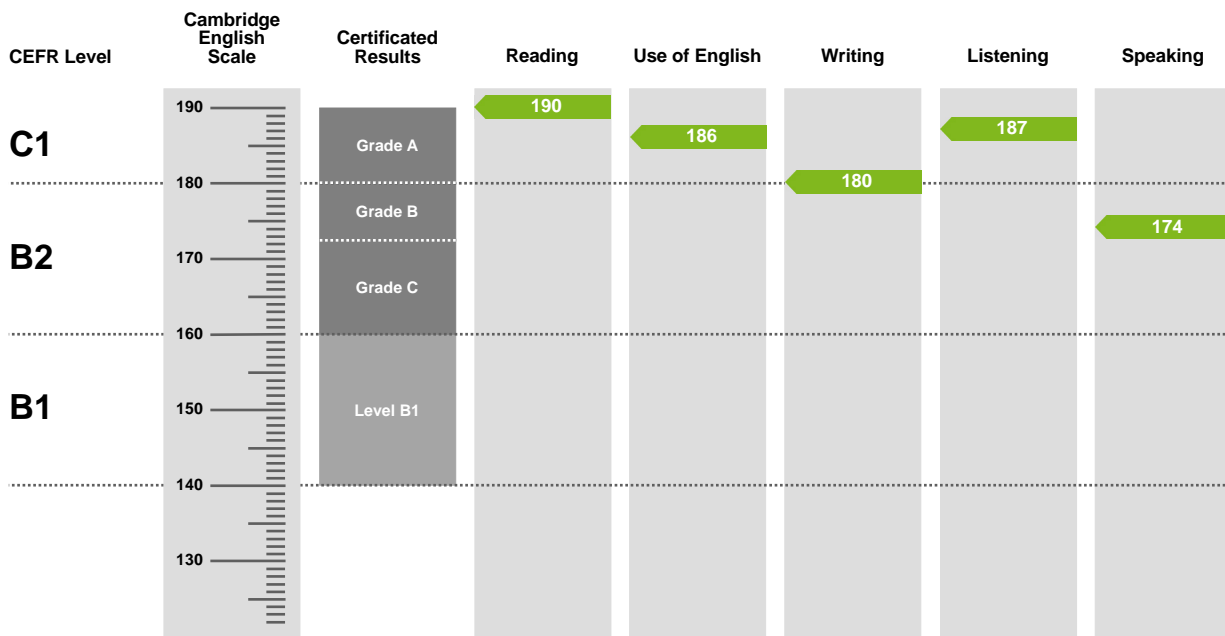 CEFR Level
Cambridge
English
Scale
Certificated
Results
Reading
Use of English
Writing
Listening
Speaking
190
190
C1
Grade A
186
187
180
180
Grade B
174
B2
170
Grade C
160
B1
150
Level B1
140
130